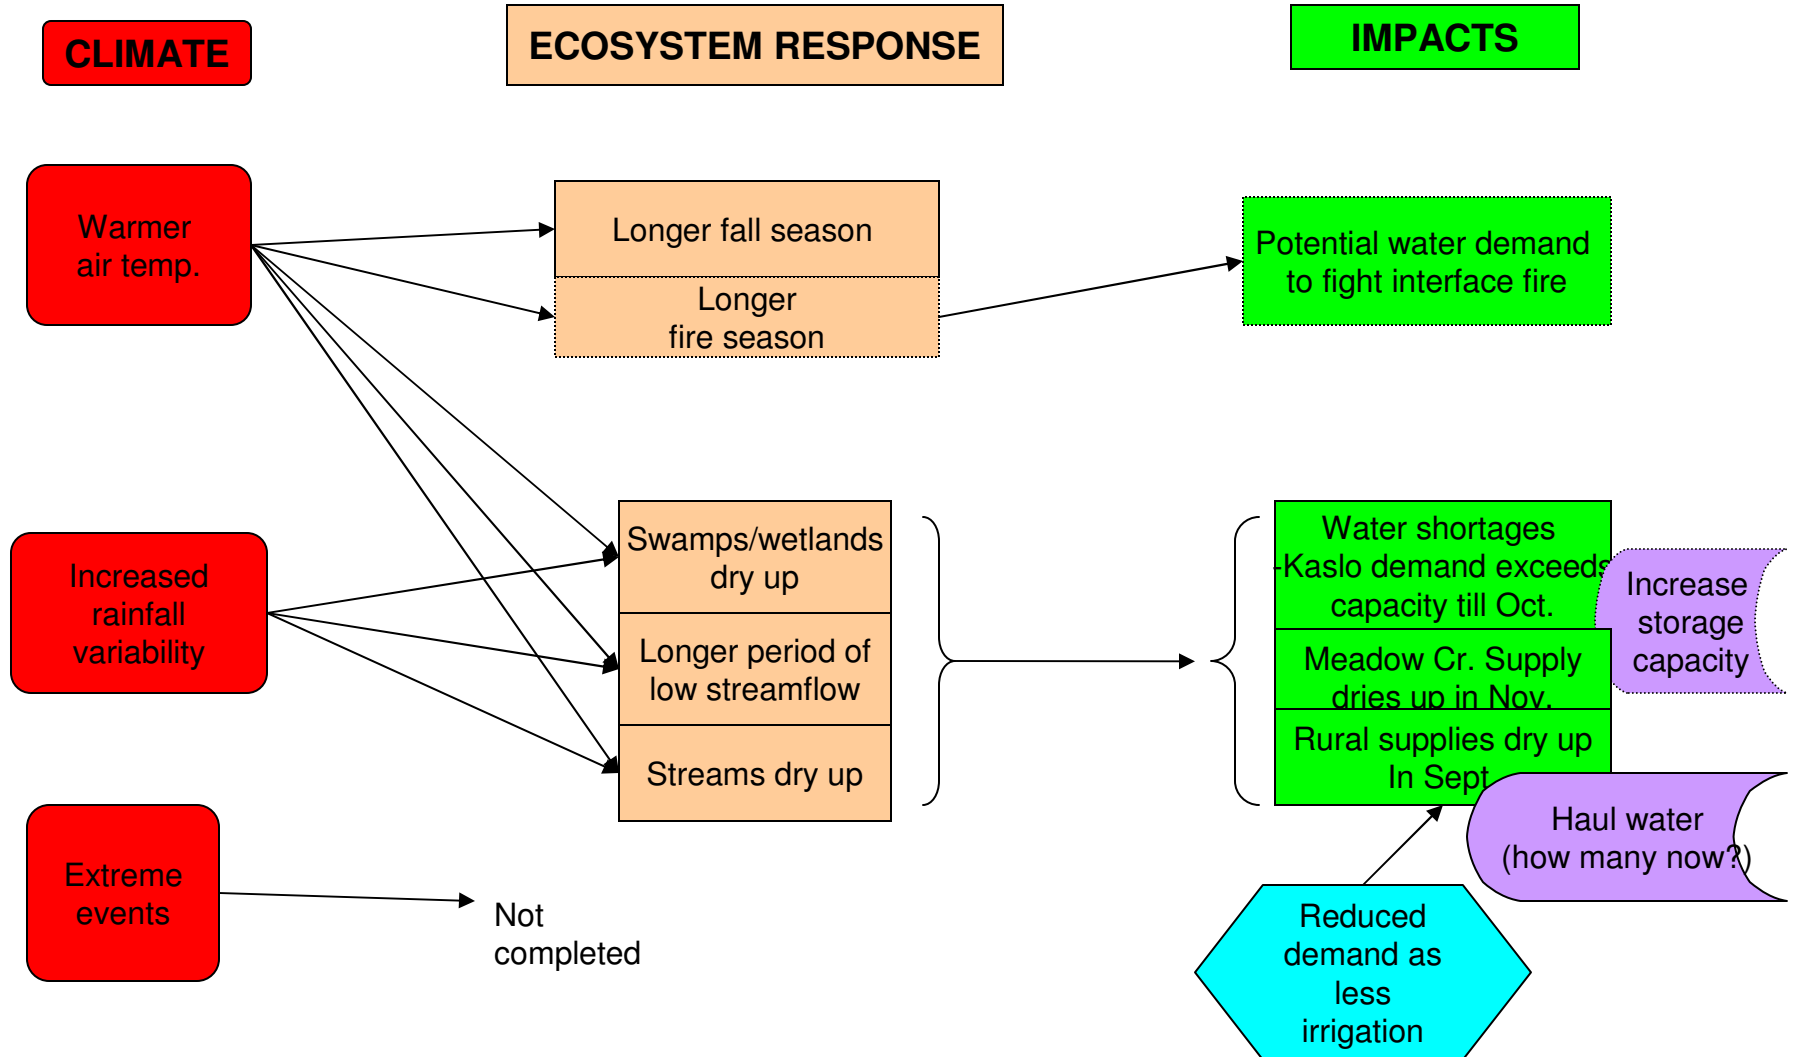 CLIMATE
ECOSYSTEM RESPONSE
IMPACTS
Warmer
air temp.
Longer fall season
Longer
fire season
Potential water demand
to fight interface fire
Increased
rainfall
variability
Swamps/wetlands
dry up
Longer period of
low streamflow
Streams dry up
Water shortages
-Kaslo demand exceeds
capacity till Oct.
Meadow Cr. Supply
dries up in Nov.
Rural supplies dry up
In Sept
Increase
storage
capacity
Haul water
(how many now?)
Extreme
events
Not
completed
Reduced
demand as
less
irrigation